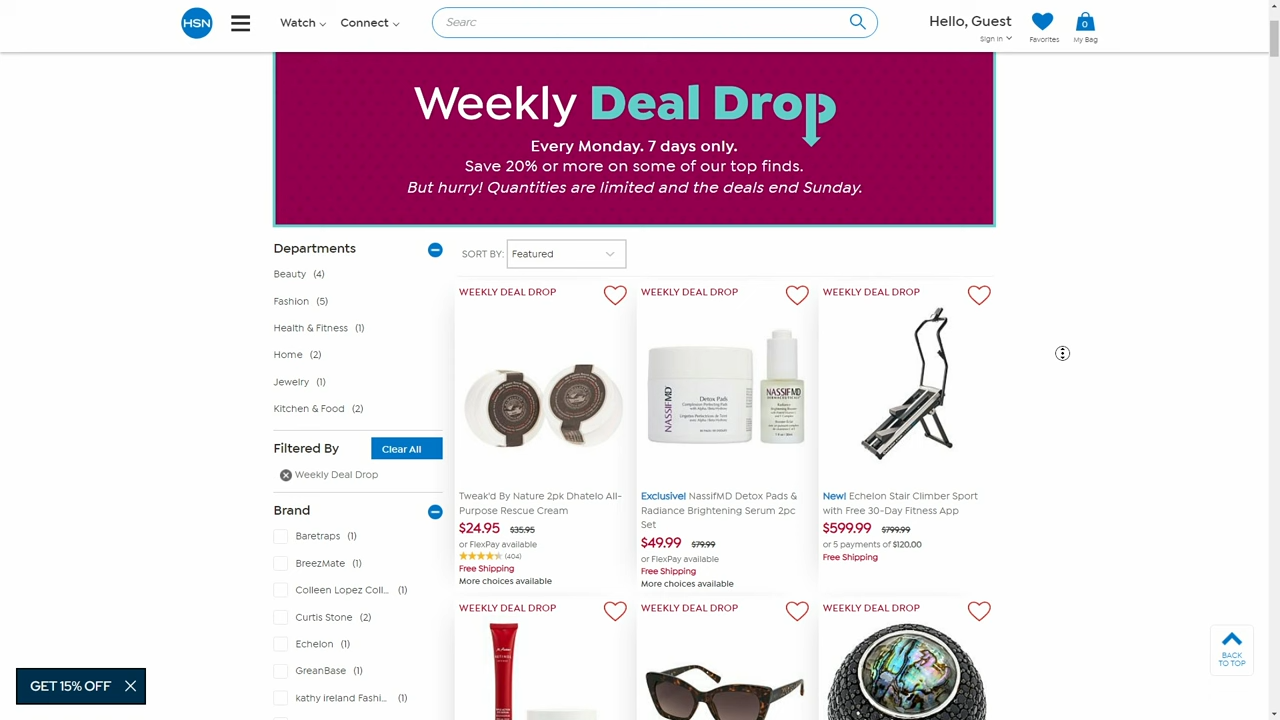 HSN
Watch
Connect
Searc
Hello, Guest
Sign In
Favorites
0
My Bag
Weekly Deal Drop
Every Monday. 7 days only.
Save 20% or more on some of our top finds.
But hurry! Quantities are limited and the deals end Sunday.
Departments
Beauty (4)
Fashion (5)
Health & Fitness (1)
Home (2)
Jewelry (1)
Kitchen & Food (2)
Filtered By
Clear All
Weekly Deal Drop
Brand
Baretraps (1)
BreezMate (1)
Colleen Lopez Coll... (1)
Curtis Stone (2)
Echelon (1)
GreanBase (1)
kathy ireland Fashi... (1)
SORT BY: Featured
WEEKLY DEAL DROP
Tweak'd By Nature 2pk Dhatelo All-
Purpose Rescue Cream
$24.95 $35.95
or FlexPay available
(404)
Free Shipping
More choices available
WEEKLY DEAL DROP
NASSIFMD
Detox Pads
NASSIFMD
Exclusive! NassifMD Detox Pads &
Radiance Brightening Serum 2pc
Set
$49.99 $79.99
or FlexPay available
Free Shipping
More choices available
WEEKLY DEAL DROP
New! Echelon Stair Climber Sport
with Free 30-Day Fitness App
$599.99 $799.99
or 5 payments of $120.00
Free Shipping
WEEKLY DEAL DROP
WEEKLY DEAL DROP
WEEKLY DEAL DROP
GET 15% OFF
BACK
TO TOP